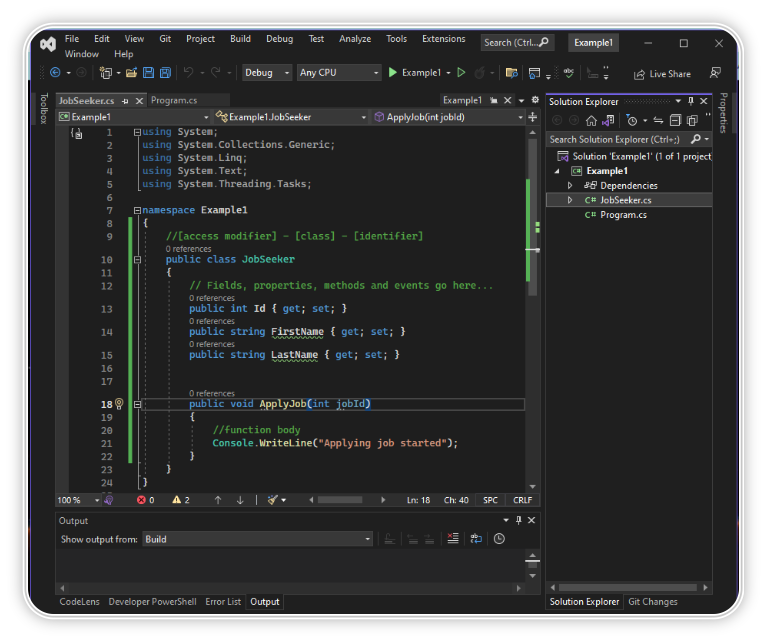 File Edit View Git Project Build Debug Test Analyze Tools Extensions Search (Ctrl... Example1
Window Help
Debug Any CPU Example1 Live Share
Toolbox
JobSeeker.cs Program.cs Example1
Example1 Example1.JobSeeker ApplyJob(int jobId)
1 using System;
2 using System.Collections.Generic;
3 using System.Linq;
4 using System.Text;
5 using System.Threading.Tasks;
6
7 namespace Example1
8 {
9 //[access modifier] - [class] - [identifier]
0 references
10 public class JobSeeker
11 {
12 // Fields, properties, methods and events go here...
0 references
13 public int Id { get; set; }
0 references
14 public string FirstName { get; set; }
0 references
15 public string LastName { get; set; }
16
17
0 references
18 public void ApplyJob(int jobId)
19 {
20 //function body
21 Console.WriteLine("Applying job started");
22 }
23 }
24 }
100 % 0 2 Ln: 18 Ch: 40 SPC CRLF
Output
Show output from: Build
CodeLens Developer PowerShell Error List Output
Solution Explorer
Search Solution Explorer (Ctrl+;)
Solution 'Example1' (1 of 1 project
C# Example1
Dependencies
C# JobSeeker.cs
C# Program.cs
Solution Explorer Git Changes
Properties